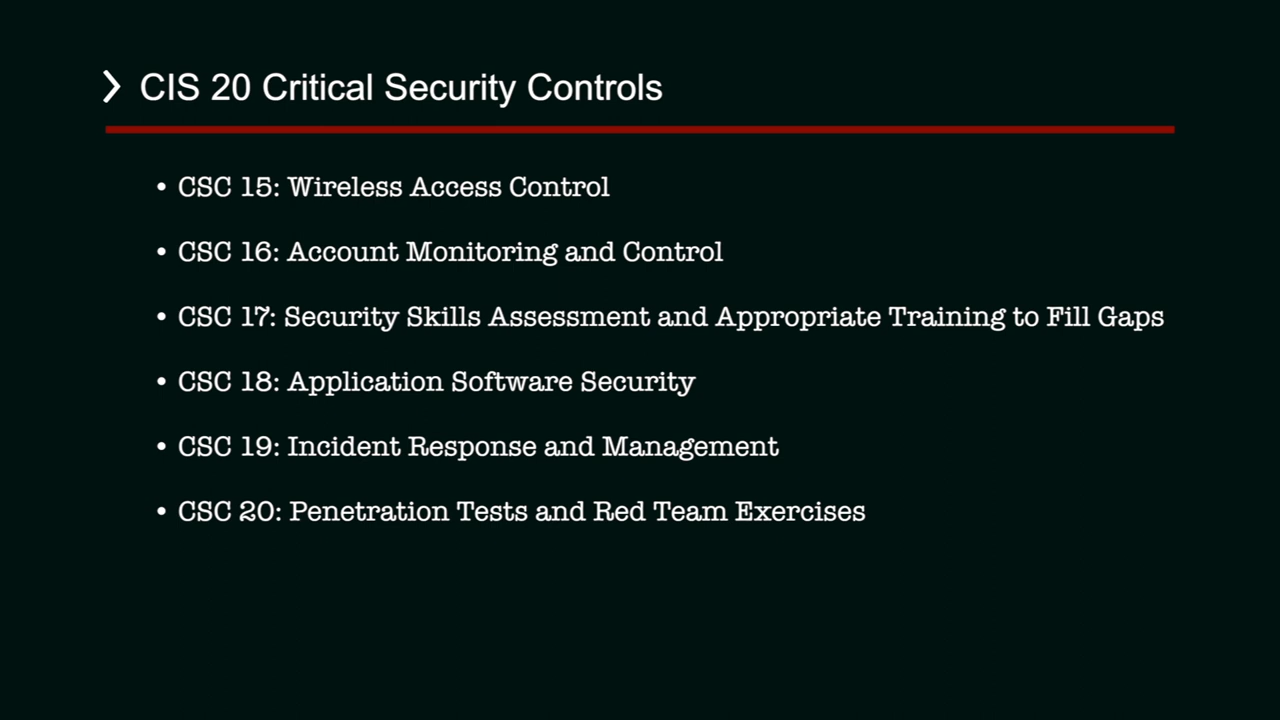 CIS 20 Critical Security Controls
• CSC 15: Wireless Access Control
• CSC 16: Account Monitoring and Control
• CSC 17: Security Skills Assessment and Appropriate Training to Fill Gaps
• CSC 18: Application Software Security
• CSC 19: Incident Response and Management
• CSC 20: Penetration Tests and Red Team Exercises